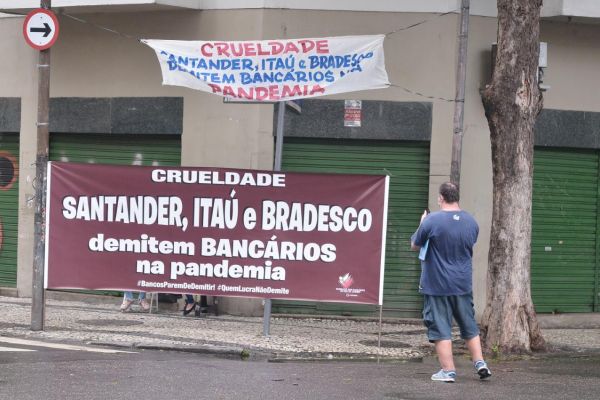 CRUELDADE
SANTANDER, ITAÚ e BRADESCO
DEMITEM BANCÁRIOS NA
PANDEMIA
CRUELDADE
SANTANDER, ITAÚ e BRADESCO
demitem BANCÁRIOS
na pandemia
#BancosParemDeDemitir! #QuemLucraNãoDemite